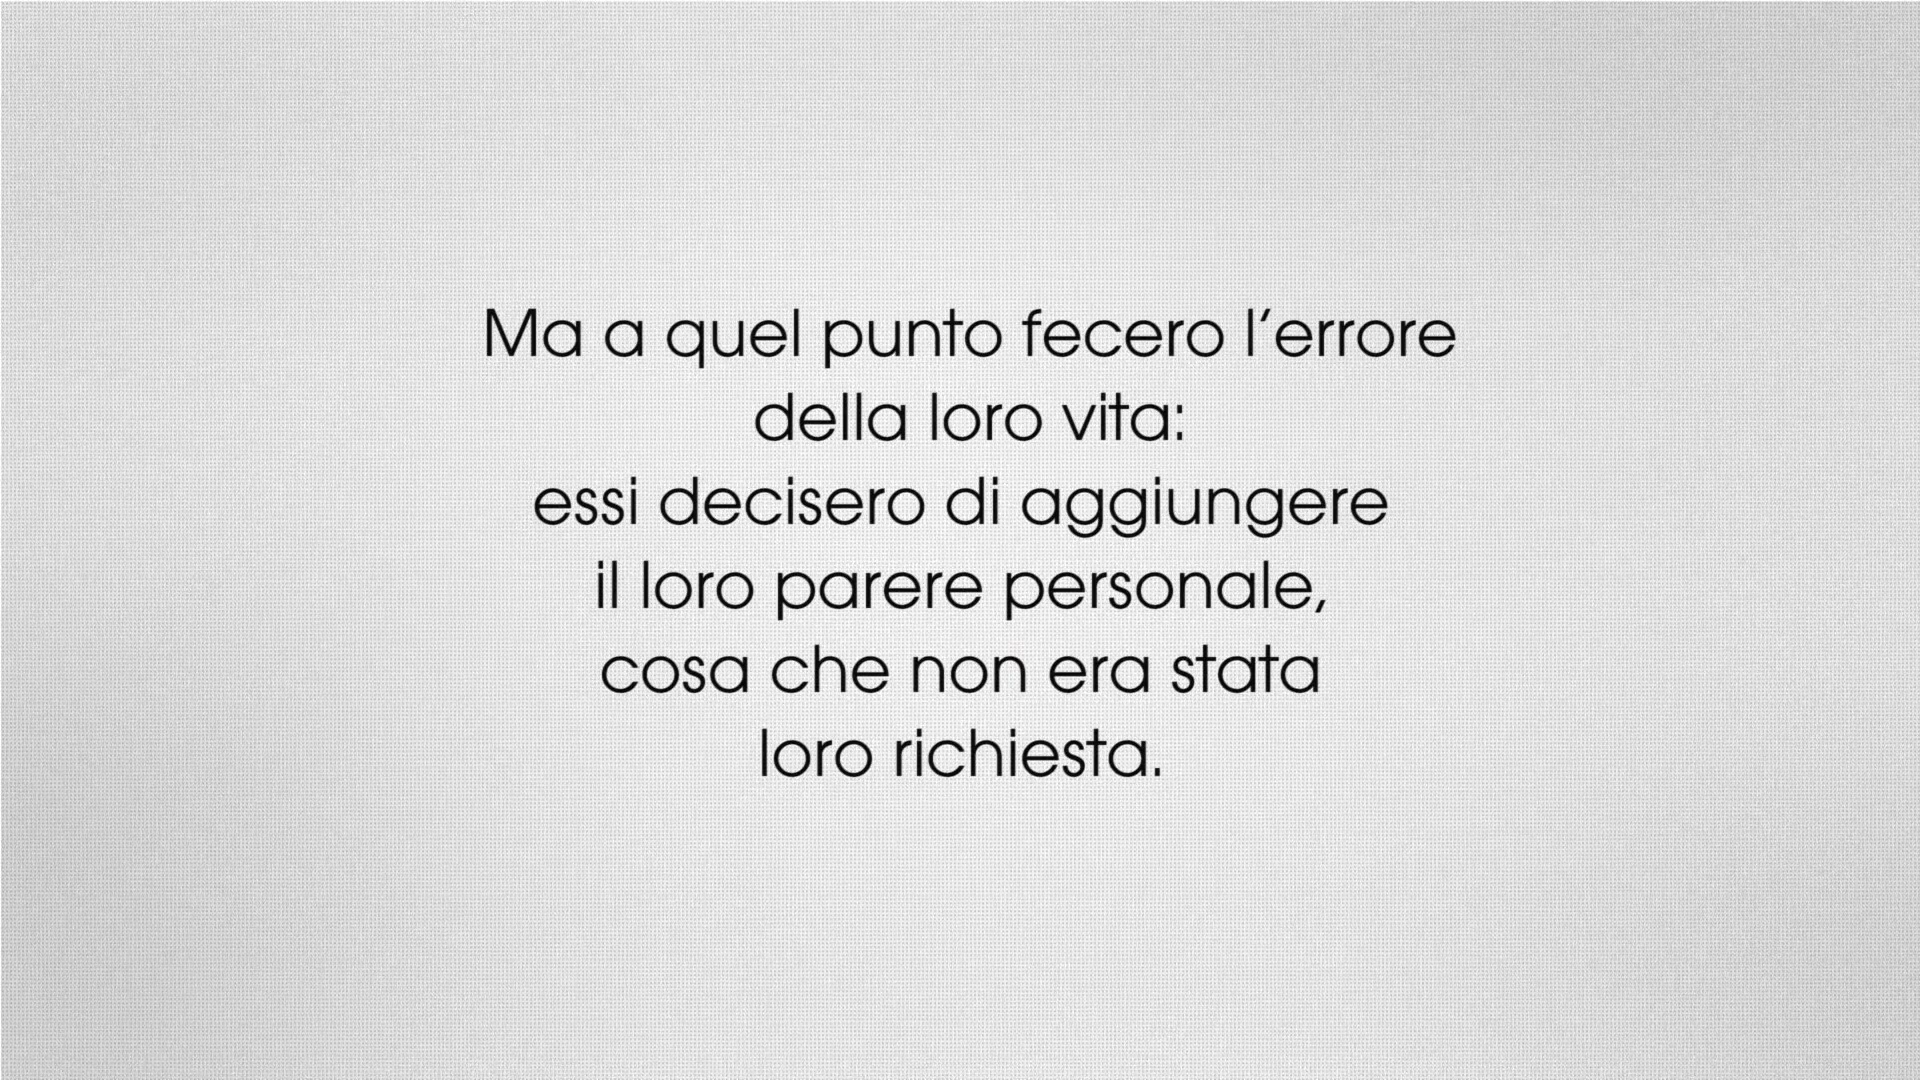 Ma a quel punto fecero l’errore
della loro vita:
essi decisero di aggiungere
il loro parere personale,
cosa che non era stata
loro richiesta.